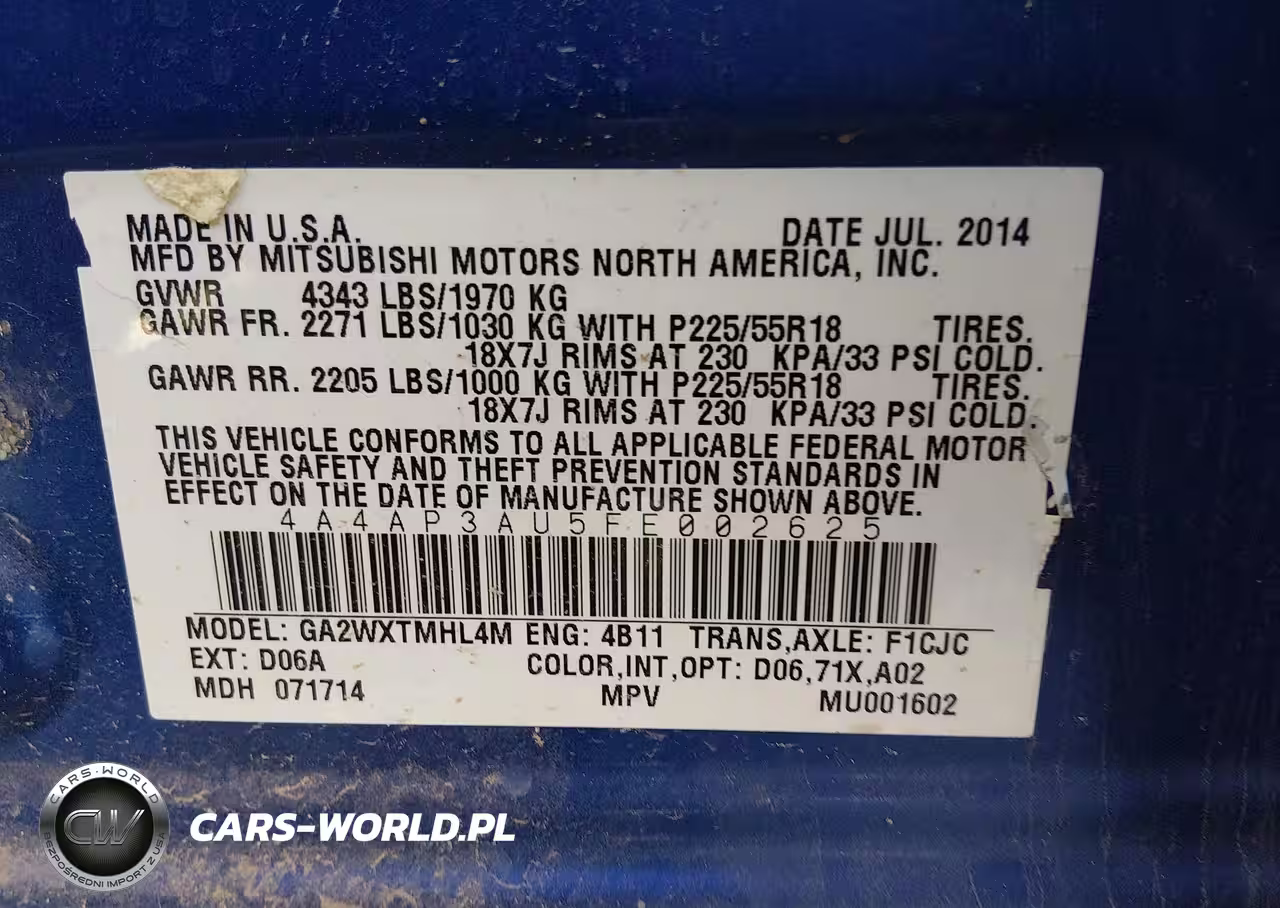 MADE IN U.S.A. DATE JUL. 2014
MFD BY MITSUBISHI MOTORS NORTH AMERICA, INC.
GVWR 4343 LBS/1970 KG
GAWR FR. 2271 LBS/1030 KG WITH P225/55R18 TIRES.
18X7J RIMS AT 230 KPA/33 PSI COLD.
GAWR RR. 2205 LBS/1000 KG WITH P225/55R18 TIRES.
18X7J RIMS AT 230 KPA/33 PSI COLD.
THIS VEHICLE CONFORMS TO ALL APPLICABLE FEDERAL MOTOR
VEHICLE SAFETY AND THEFT PREVENTION STANDARDS IN
EFFECT ON THE DATE OF MANUFACTURE SHOWN ABOVE.
4A4AP3AU5FE002625
MODEL: GA2WXTMHL4M ENG: 4B11 TRANS,AXLE: F1CJC
EXT: D06A COLOR,INT,OPT: D06,71X,A02
MDH 071714 MPV MU001602
CARS-WORLD
CW
BEZPOŚREDNI IMPORT Z USA
CARS-WORLD.PL